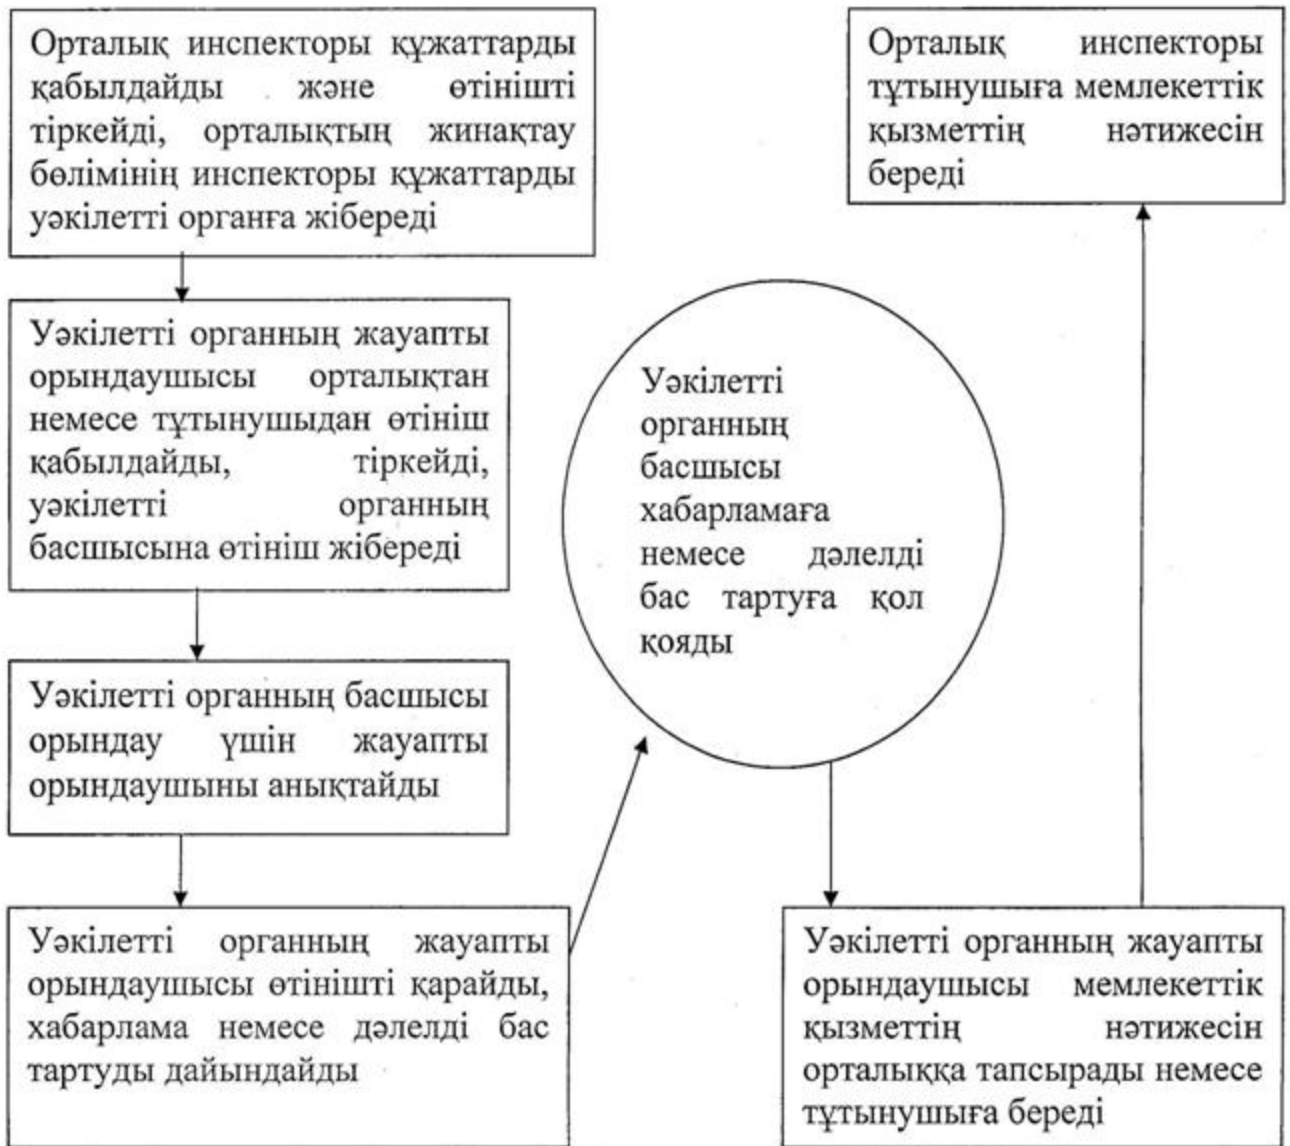 Орталық инспекторы құжаттарды
қабылдайды және өтінішті
тіркейді, орталықтың жинақтау
бөлімінің инспекторы құжаттарды
уәкілетті органға жібереді
Уәкілетті органның жауапты
орындаушысы орталықтан
немесе тұтынушыдан өтініш
қабылдайды, тіркейді,
уәкілетті органның
басшысына өтініш жібереді
Уәкілетті органның басшысы
орындау үшін жауапты
орындаушыны анықтайды
Уәкілетті органның жауапты
орындаушысы өтінішті қарайды,
хабарлама немесе дәлелді бас
тартуды дайындайды
Уәкілетті
органның
басшысы
хабарламаға
немесе дәлелді
бас тартуға қол
қояды
Уәкілетті органның жауапты
орындаушысы мемлекеттік
қызметтің нәтижесін
орталыққа тапсырады немесе
тұтынушыға береді
Орталық инспекторы
тұтынушыға мемлекеттік
қызметтің нәтижесін
береді